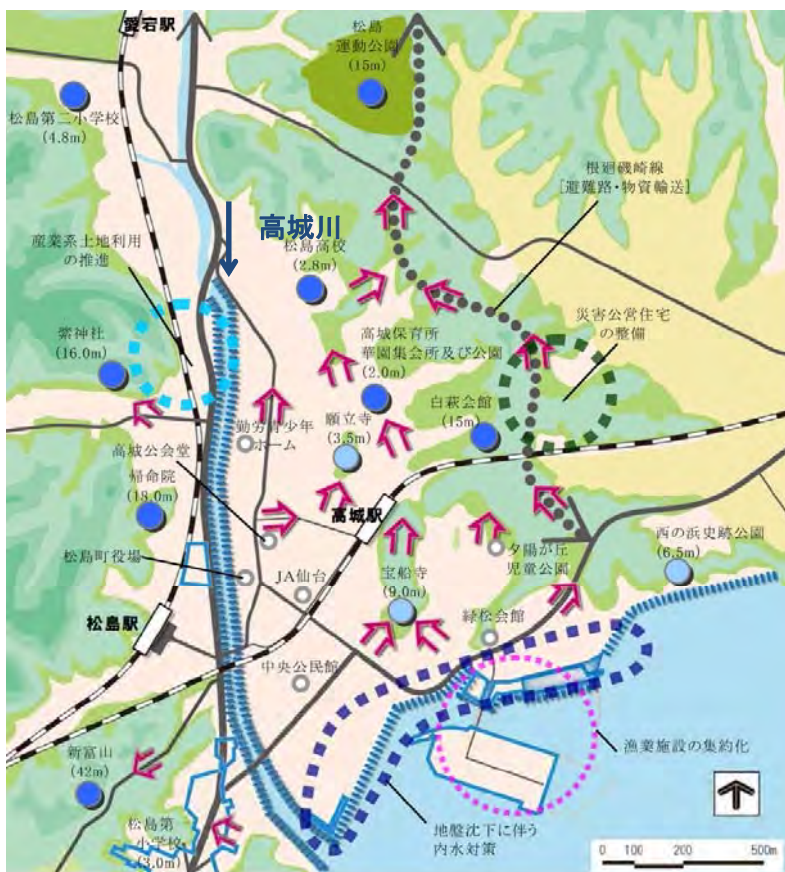 愛宕駅
松島
運動公園
(15m)
松島第二小学校
(4.8m)
根廻磯崎線
[避難路・物資輸送]
高城川
産業系土地利用
の推進
松島高校
(2.8m)
災害公営住宅
の整備
紫神社
(16.0m)
高城保育所
華園集会所及び公園
(2.0m)
白萩会館
(15m)
勤労青少年
ホーム
願立寺
(3.5m)
高城公会堂
帰命院
(18.0m)
高城駅
松島町役場
JA仙台
宝船寺
(9.0m)
夕陽が丘
児童公園
西の浜史跡公園
(6.5m)
松島駅
緑松会館
中央公民館
新富山
(42m)
漁業施設の集約化
松島第一
小学校
(3.0m)
地盤沈下に伴う
内水対策
0 100 200 500m